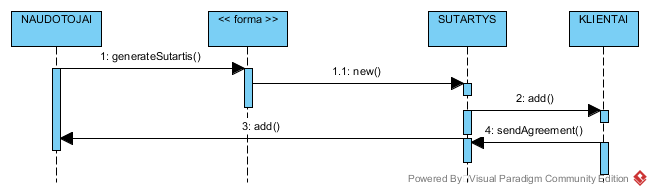 NAUDOTOJAI
<< forma >>
SUTARTYS
KLIENTAI
1: generateSutartis()
1.1: new()
2: add()
3: add()
4: sendAgreement()
Powered By Visual Paradigm Community Edition